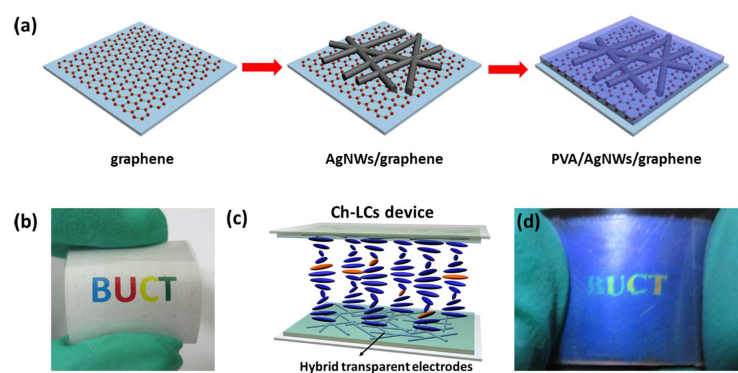 (a)
graphene
AgNWs/graphene
PVA/AgNWs/graphene
(b)
BUCT
(c)
Ch-LCs device
Hybrid transparent electrodes
(d)
BUCT